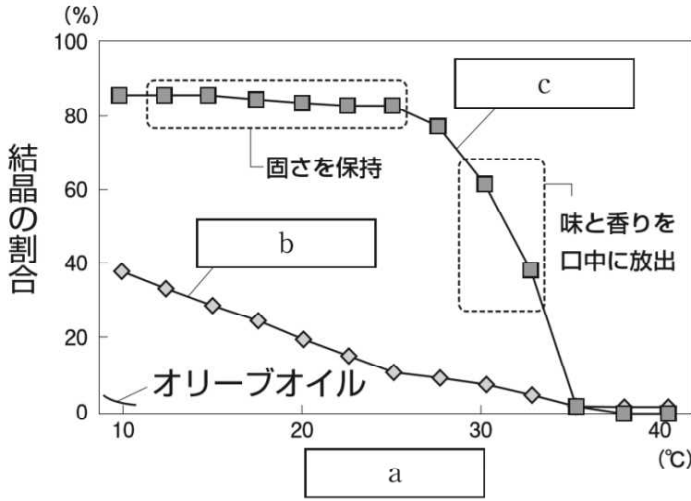 (%)
100
80
60
40
20
0
結晶の割合
c
固さを保持
味と香りを
口中に放出
b
オリーブオイル
10
20
30
40
(℃)
a